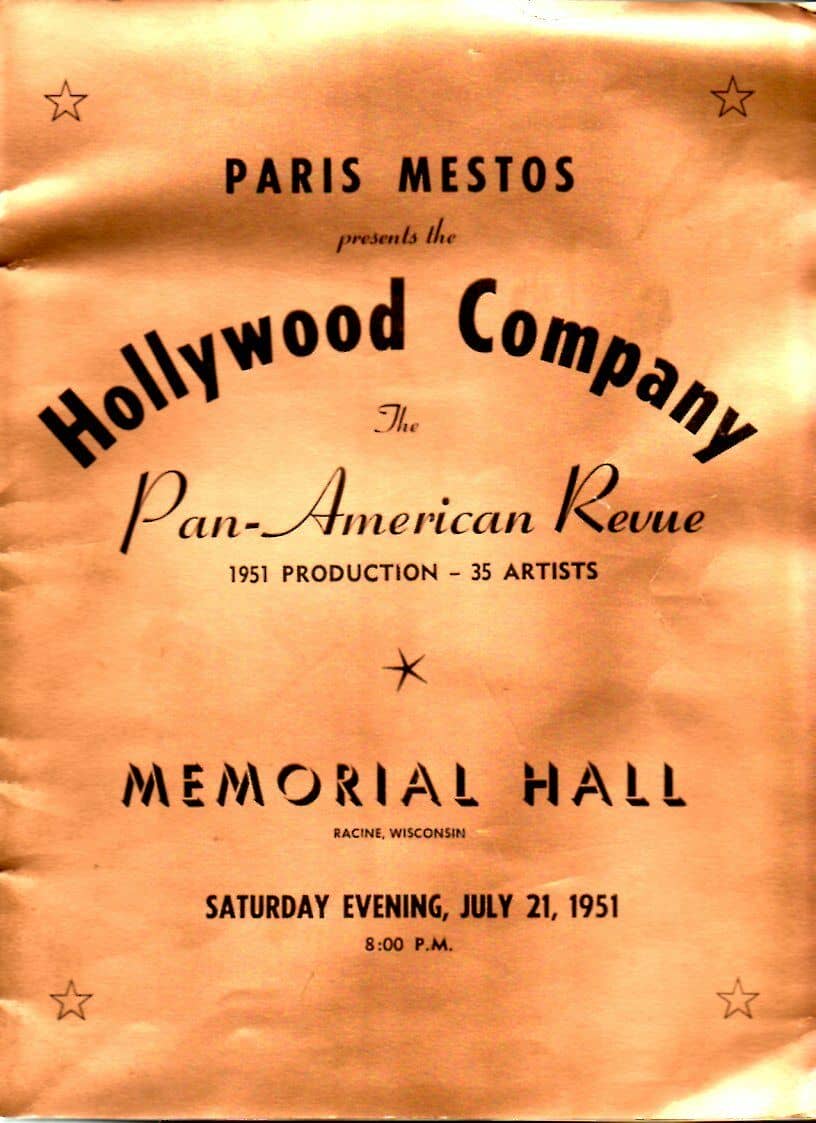 PARIS MESTOS
presents the
Hollywood Company
The
Pan-American Revue
1951 PRODUCTION – 35 ARTISTS
MEMORIAL HALL
RACINE, WISCONSIN
SATURDAY EVENING, JULY 21, 1951
8:00 P.M.